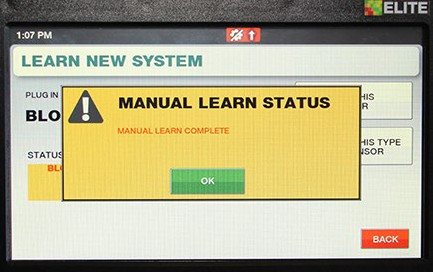 ELITE
1:07 PM
LEARN NEW SYSTEM
PLUG IN
HIS
BLO
MANUAL LEARN STATUS
MANUAL LEARN COMPLETE
HIS TYPE
STATUS
NSOR
OK
BACK